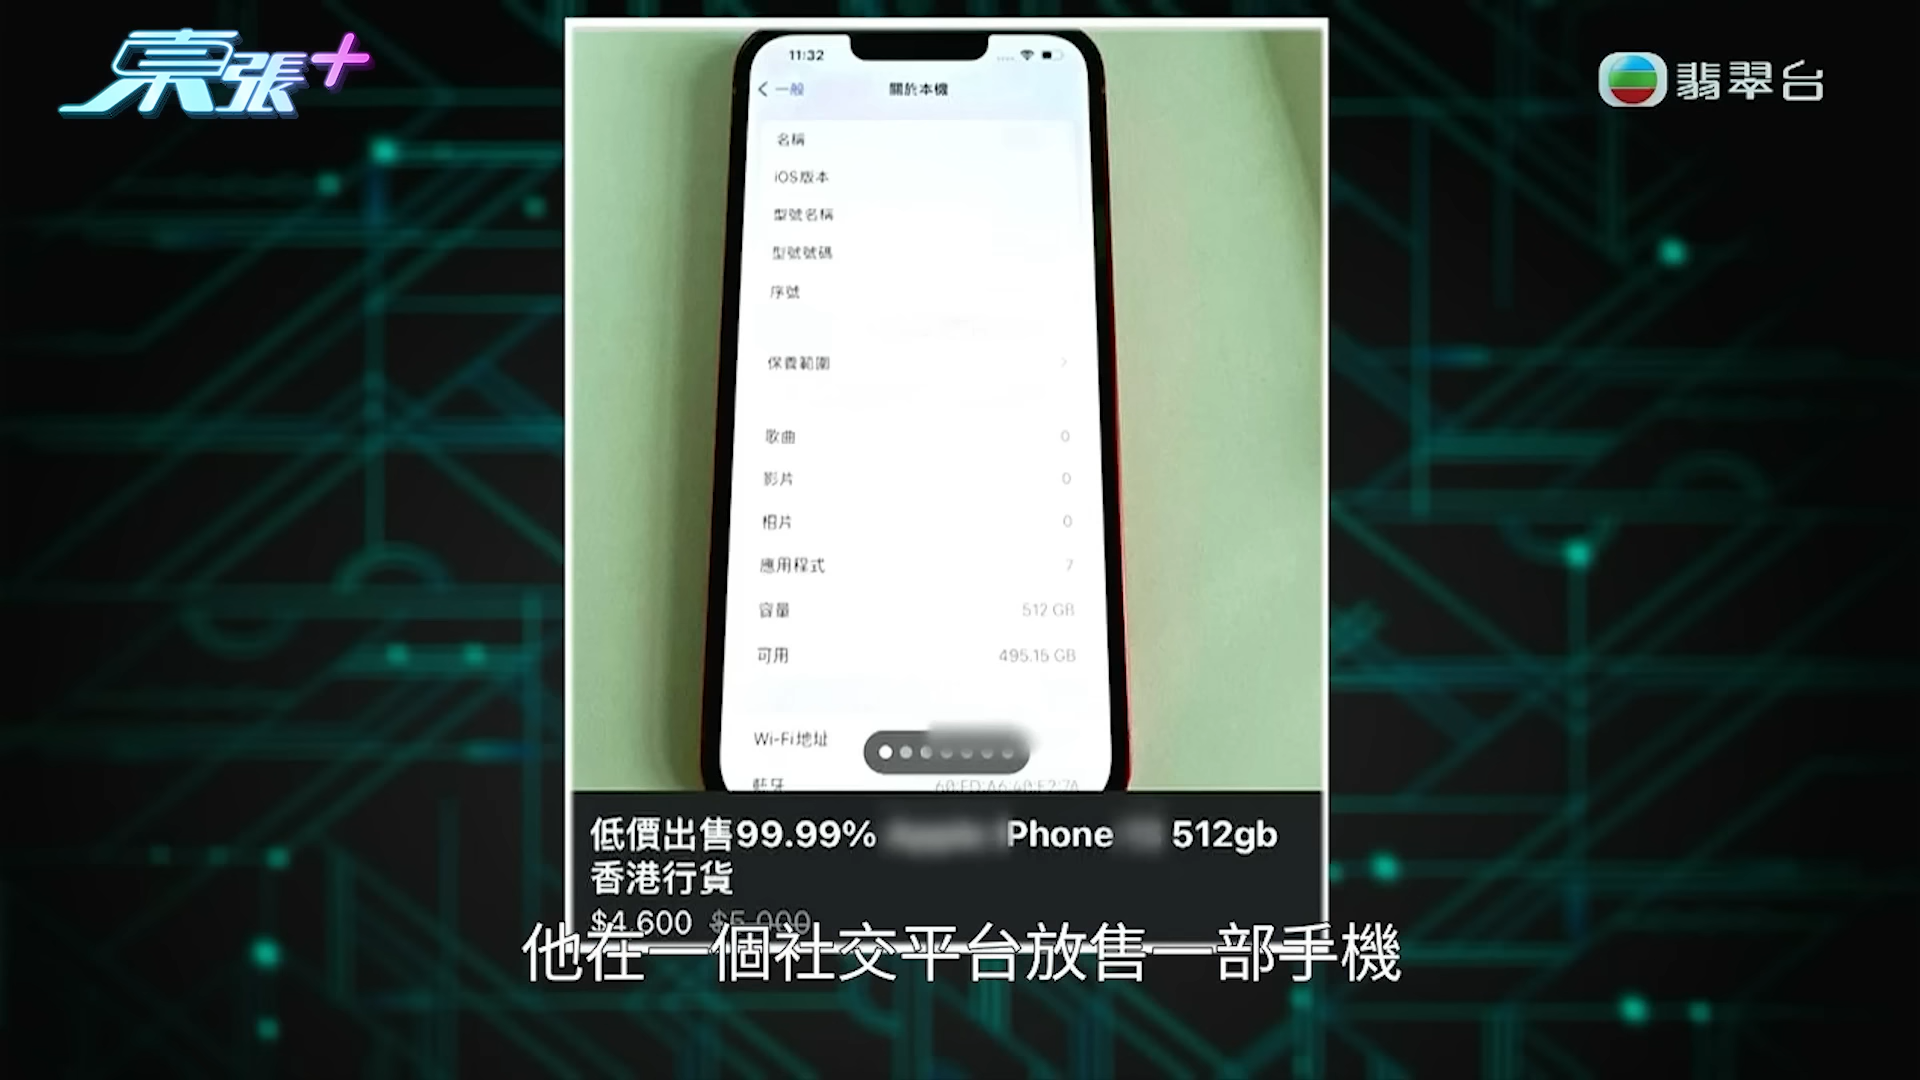 東張+
翡翠台
11:32
一般
關於本機
名稱
iOS版本
型號名稱
型號號碼
序號
保養範圍
歌曲 0
影片 0
相片 0
應用程式 7
容量 512 GB
可用 495.15 GB
Wi-Fi地址
藍牙
低價出售99.99% Phone 512gb
香港行貨
$4,600 $5,000
他在一個社交平台放售一部手機